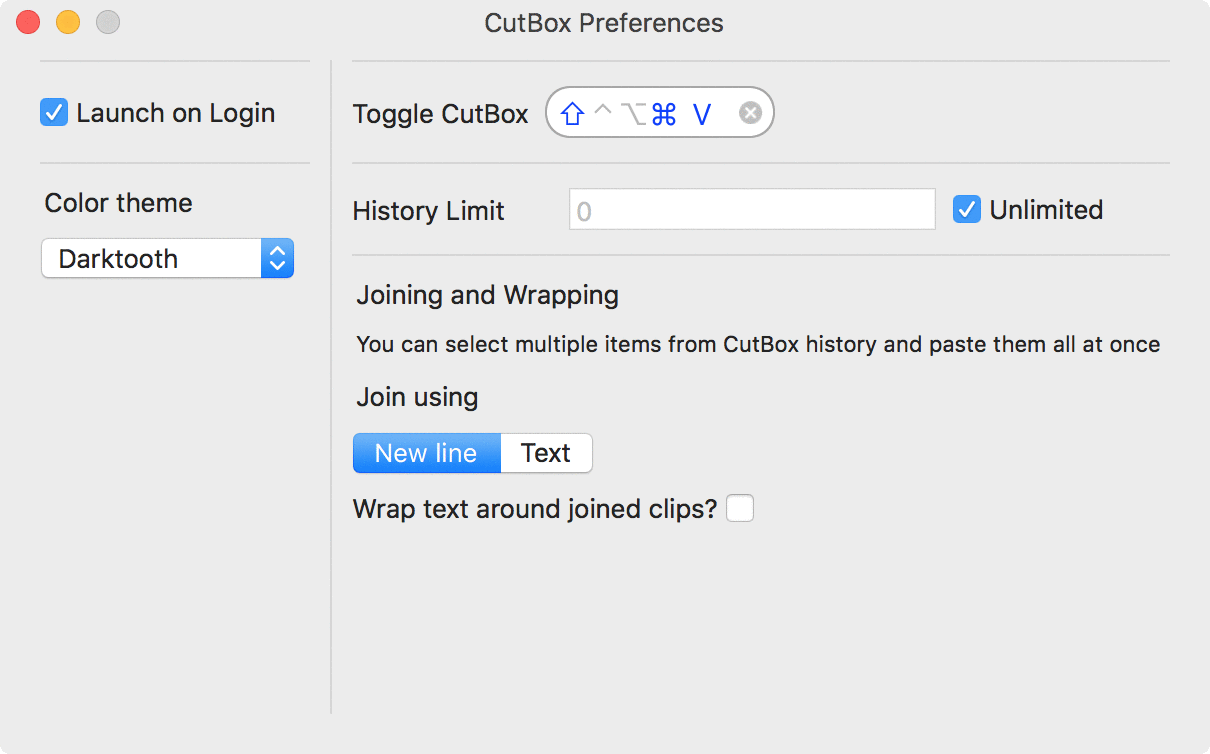 CutBox Preferences
Launch on Login
Color theme
Darktooth
Toggle CutBox ⇧ ⌃ ⌥ ⌘ V
History Limit 0 Unlimited
Joining and Wrapping
You can select multiple items from CutBox history and paste them all at once
Join using
New line Text
Wrap text around joined clips?